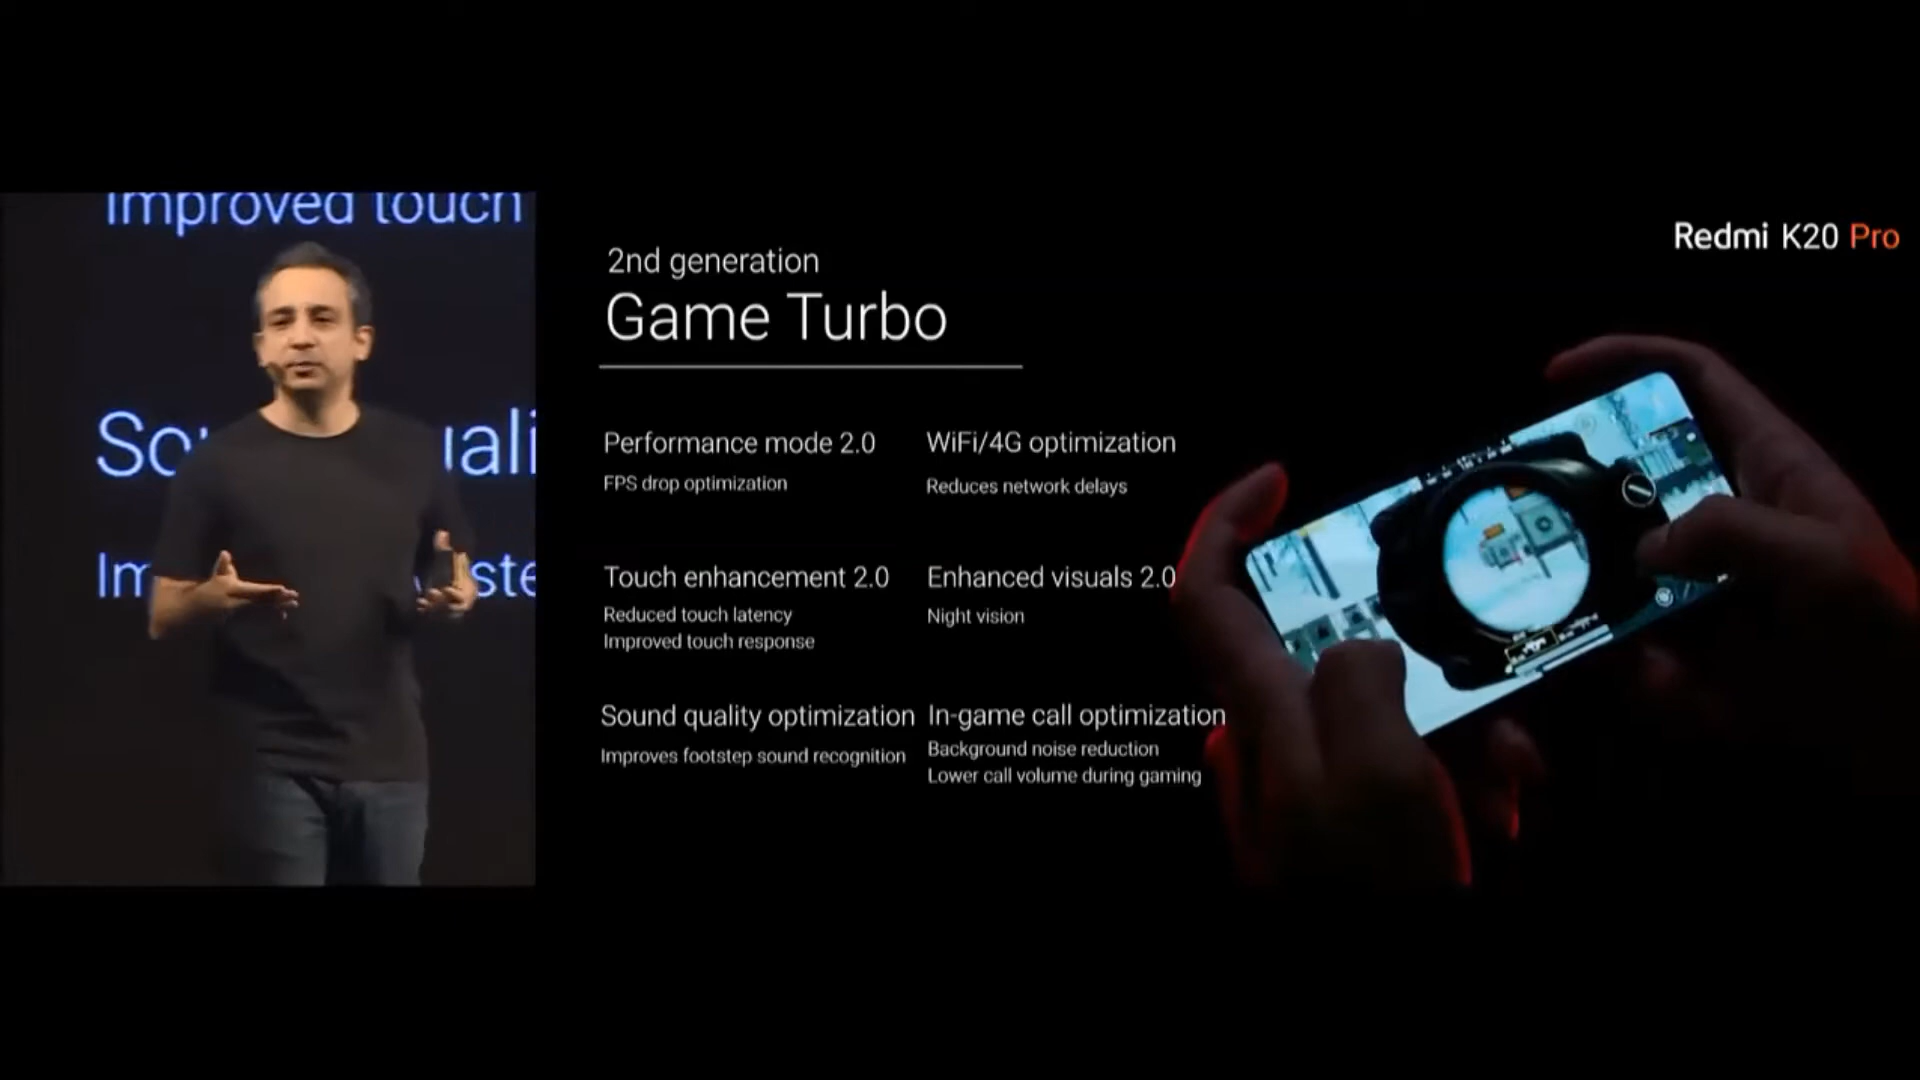 Improved touch
Im
2nd generation
Game Turbo
Redmi K20 Pro
Performance mode 2.0
FPS drop optimization
WiFi/4G optimization
Reduces network delays
Touch enhancement 2.0
Reduced touch latency
Improved touch response
Enhanced visuals 2.0
Night vision
Sound quality optimization
Improves footstep sound recognition
In-game call optimization
Background noise reduction
Lower call volume during gaming